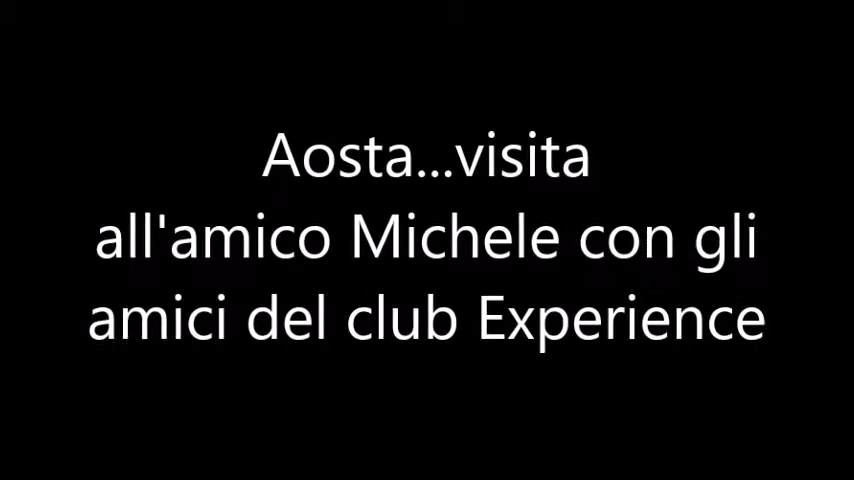 Aosta...visita
all'amico Michele con gli
amici del club Experience